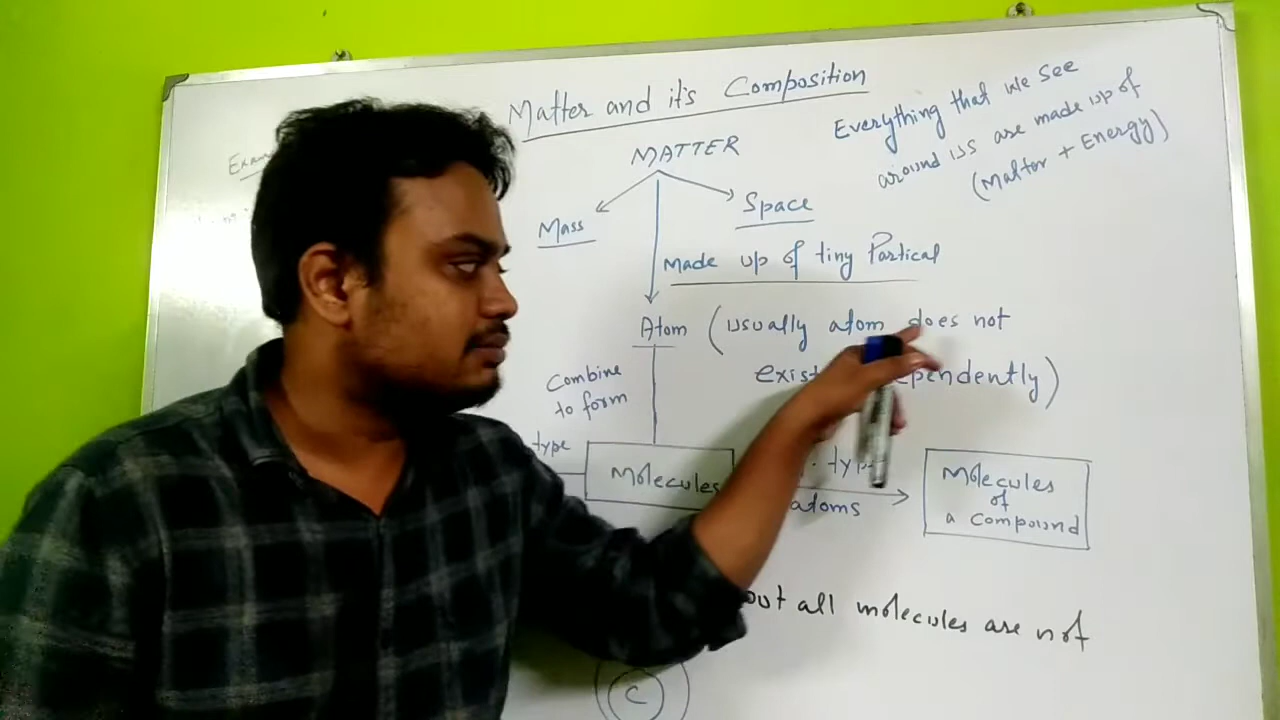 Matter and it's Composition
Everything that we see
around us are made up of
(Matter + Energy)
MATTER
Mass
Space
Made up of tiny Partical
Atom (usually atom does not
exist
pendently)
Combine
to form
type
Molecules
atoms
Molecules
of
a compound
but all molecules are not
C